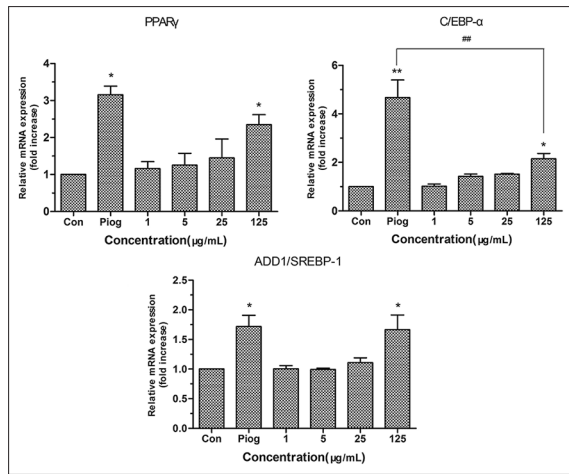 PPARγ
Relative mRNA expression
(fold increase)
4
3
2
1
0
*
*
Con Piog 1 5 25 125
Concentration(μg/mL)
C/EBP-α
Relative mRNA expression
(fold increase)
6
4
2
0
**
##
*
Con Piog 1 5 25 125
Concentration(μg/mL)
ADD1/SREBP-1
Relative mRNA expression
(fold increase)
2.5
2.0
1.5
1.0
0.5
0.0
*
*
Con Piog 1 5 25 125
Concentration(μg/mL)